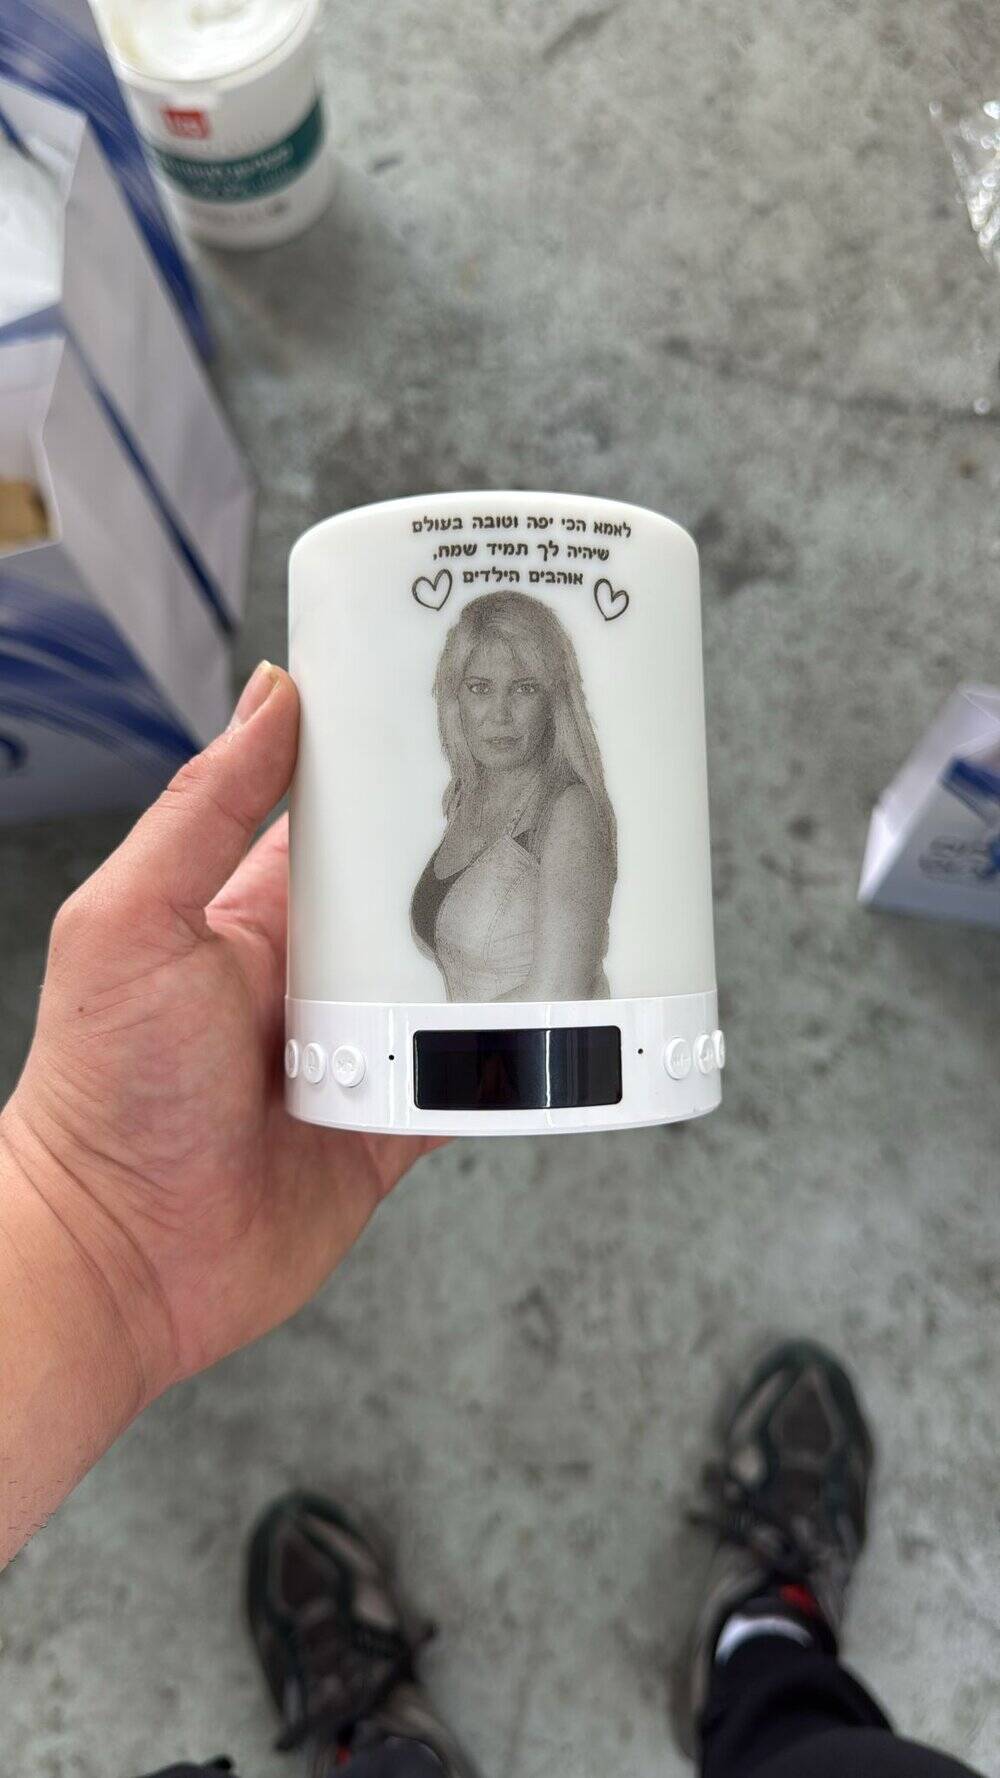 לאמא הכי יפה וטובה בעולם
שיהיה לך תמיד שמח,
אוהבים הילדים